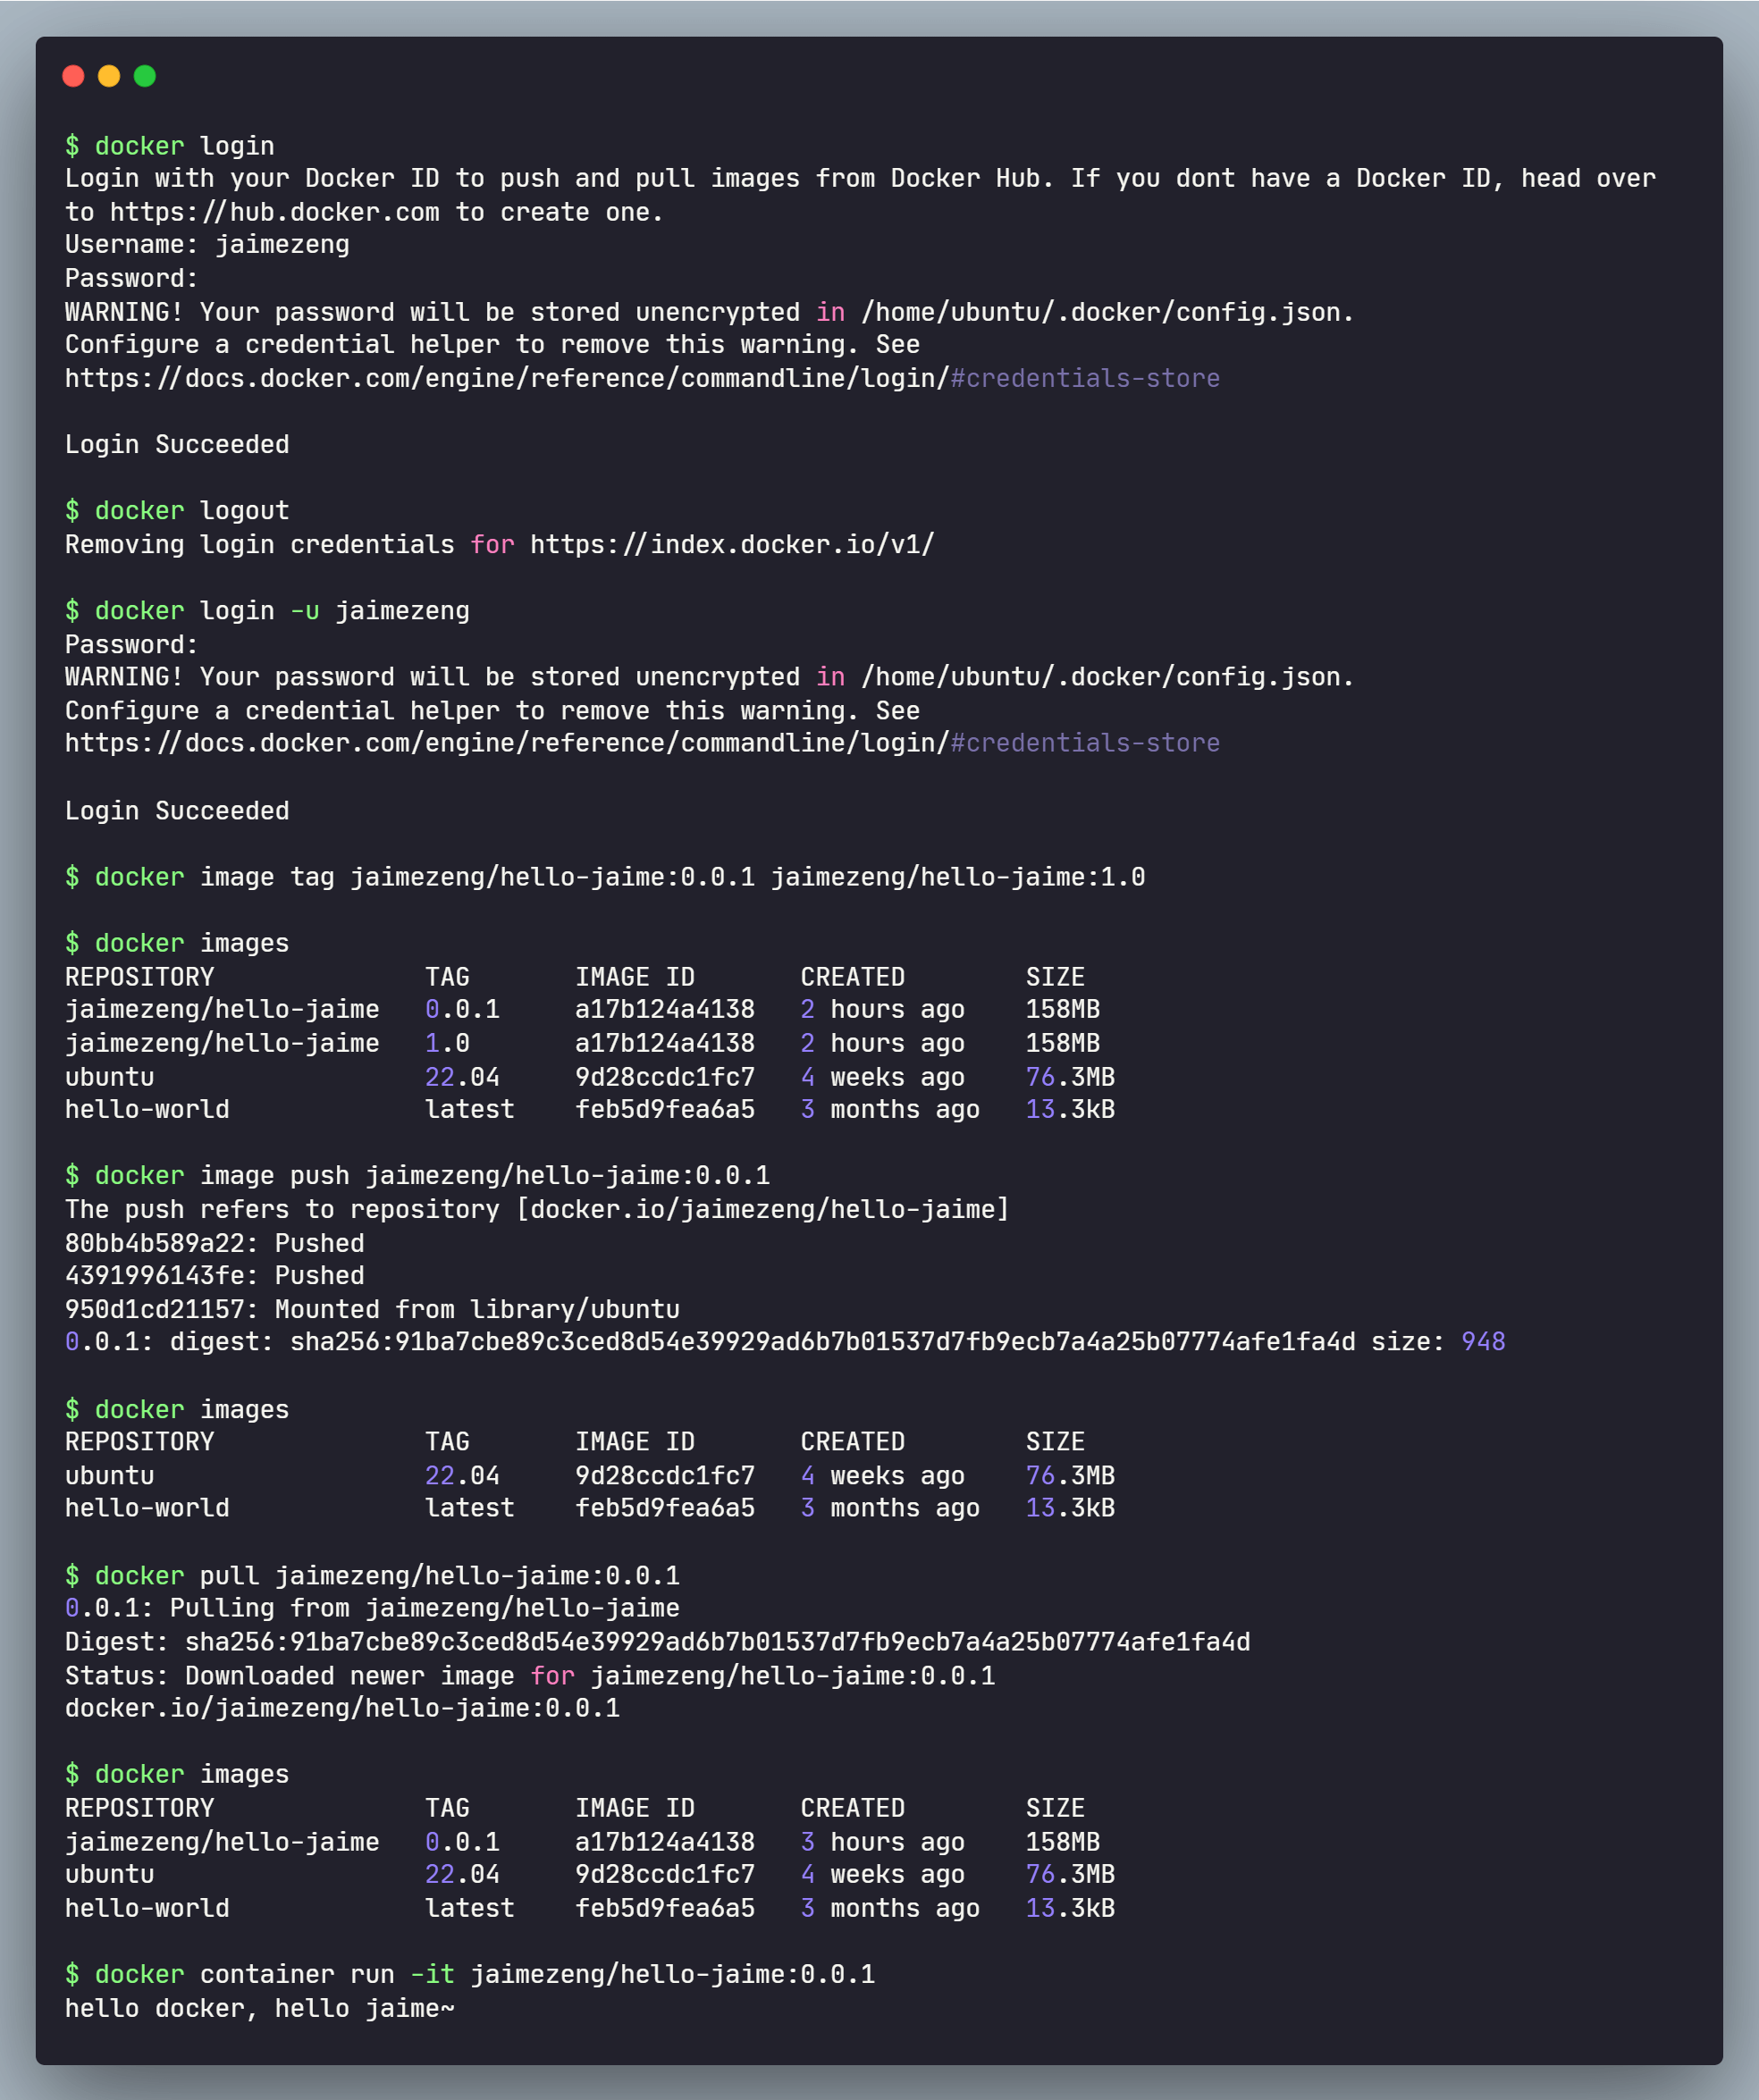 $ docker login
Login with your Docker ID to push and pull images from Docker Hub. If you dont have a Docker ID, head over
to https://hub.docker.com to create one.
Username: jaimezeng
Password:
WARNING! Your password will be stored unencrypted in /home/ubuntu/.docker/config.json.
Configure a credential helper to remove this warning. See
https://docs.docker.com/engine/reference/commandline/login/#credentials-store

Login Succeeded

$ docker logout
Removing login credentials for https://index.docker.io/v1/

$ docker login -u jaimezeng
Password:
WARNING! Your password will be stored unencrypted in /home/ubuntu/.docker/config.json.
Configure a credential helper to remove this warning. See
https://docs.docker.com/engine/reference/commandline/login/#credentials-store

Login Succeeded

$ docker image tag jaimezeng/hello-jaime:0.0.1 jaimezeng/hello-jaime:1.0

$ docker images
REPOSITORY              TAG       IMAGE ID       CREATED        SIZE
jaimezeng/hello-jaime   0.0.1     a17b124a4138   2 hours ago    158MB
jaimezeng/hello-jaime   1.0       a17b124a4138   2 hours ago    158MB
ubuntu                  22.04     9d28ccdc1fc7   4 weeks ago    76.3MB
hello-world             latest    feb5d9fea6a5   3 months ago   13.3kB

$ docker image push jaimezeng/hello-jaime:0.0.1
The push refers to repository [docker.io/jaimezeng/hello-jaime]
80bb4b589a22: Pushed
4391996143fe: Pushed
950d1cd21157: Mounted from library/ubuntu
0.0.1: digest: sha256:91ba7cbe89c3ced8d54e39929ad6b7b01537d7fb9ecb7a4a25b07774afe1fa4d size: 948

$ docker images
REPOSITORY              TAG       IMAGE ID       CREATED        SIZE
ubuntu                  22.04     9d28ccdc1fc7   4 weeks ago    76.3MB
hello-world             latest    feb5d9fea6a5   3 months ago   13.3kB

$ docker pull jaimezeng/hello-jaime:0.0.1
0.0.1: Pulling from jaimezeng/hello-jaime
Digest: sha256:91ba7cbe89c3ced8d54e39929ad6b7b01537d7fb9ecb7a4a25b07774afe1fa4d
Status: Downloaded newer image for jaimezeng/hello-jaime:0.0.1
docker.io/jaimezeng/hello-jaime:0.0.1

$ docker images
REPOSITORY              TAG       IMAGE ID       CREATED        SIZE
jaimezeng/hello-jaime   0.0.1     a17b124a4138   3 hours ago    158MB
ubuntu                  22.04     9d28ccdc1fc7   4 weeks ago    76.3MB
hello-world             latest    feb5d9fea6a5   3 months ago   13.3kB

$ docker container run -it jaimezeng/hello-jaime:0.0.1
hello docker, hello jaime~